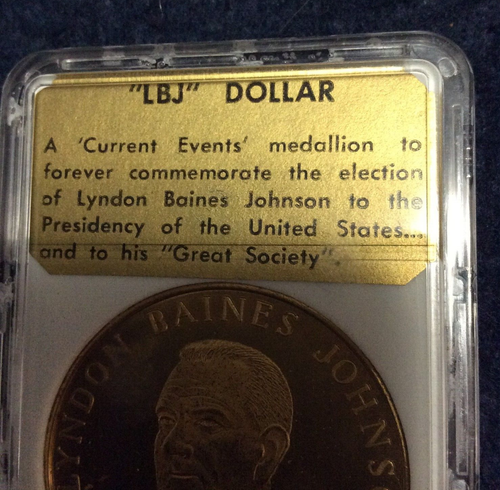 "LBJ" DOLLAR
A 'Current Events' medallion to
forever commemorate the election
of Lyndon Baines Johnson to the
Presidency of the United States...
and to his "Great Society".
LYNDON BAINES JOHNS